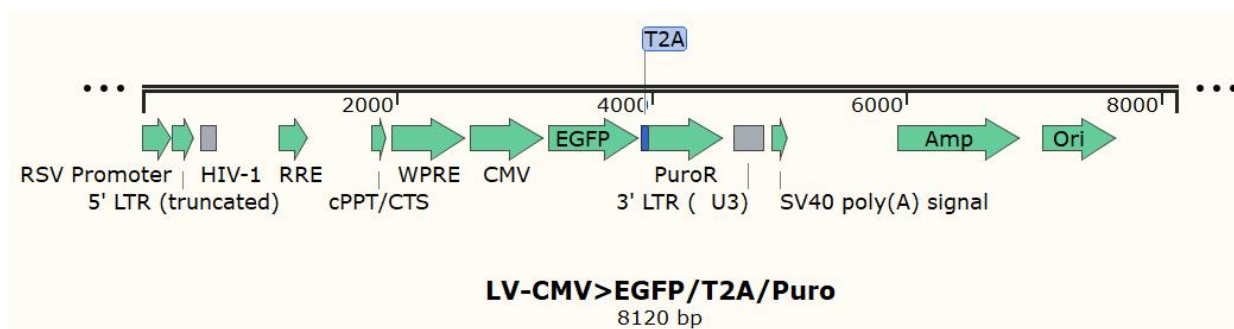 T2A
2000 4000 6000 8000
EGFP Amp Ori
RSV Promoter HIV-1 RRE WPRE CMV PuroR
5' LTR (truncated) cPPT/CTS 3' LTR ( U3) SV40 poly(A) signal
LV-CMV>EGFP/T2A/Puro
8120 bp